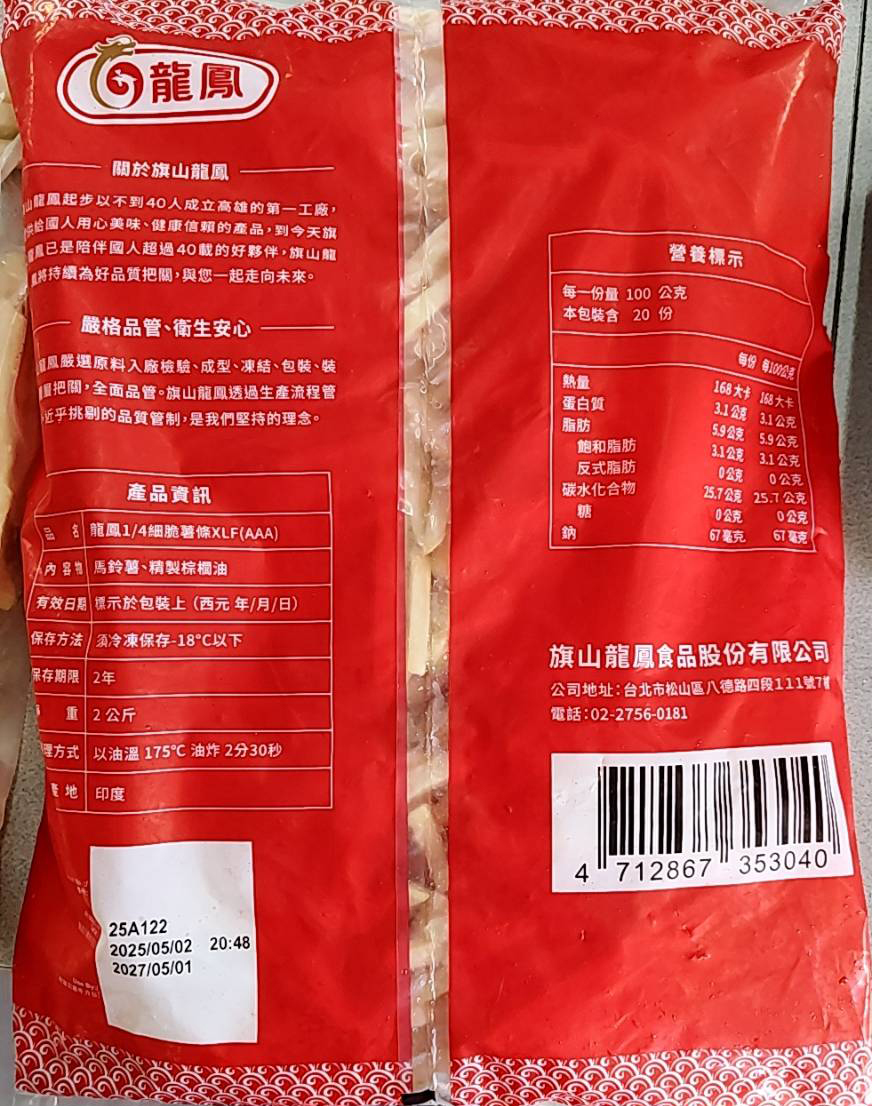 龍鳳
關於旗山龍鳳
山龍鳳起步以不到40人成立高雄的第一工廠,
供給國人用心美味、健康信賴的產品,到今天旗
鳳已是陪伴國人超過40載的好夥伴,旗山龍
將持續為好品質把關,與您一起走向未來。
嚴格品管、衛生安心
鳳嚴選原料入廠檢驗、成型、凍結、包裝、裝
把關,全面品管。旗山龍鳳透過生產流程管
近乎挑剔的品質管制,是我們堅持的理念。
產品資訊
品 名 龍鳳1/4細脆薯條XLF(AAA)
內容物 馬鈴薯、精製棕櫚油
有效日期 標示於包裝上 (西元 年/月/日)
保存方法 須冷凍保存-18°C以下
保存期限 2年
重 2 公斤
理方式 以油溫 175℃ 油炸 2分30秒
產地 印度
25A122
2025/05/02 20:48
2027/05/01
營養標示
每一份量 100 公克
本包裝含 20 份
每份 每100公克
熱量 168 大卡 168 大卡
蛋白質 3.1 公克 3.1 公克
脂肪 5.9 公克 5.9 公克
飽和脂肪 3.1 公克 3.1 公克
反式脂肪 0 公克 0 公克
碳水化合物 25.7 公克 25.7 公克
糖 0 公克 0 公克
鈉 67 毫克 67 毫克
旗山龍鳳食品股份有限公司
公司地址:台北市松山區八德路四段111號7樓
電話:02-2756-0181
4 712867 353040